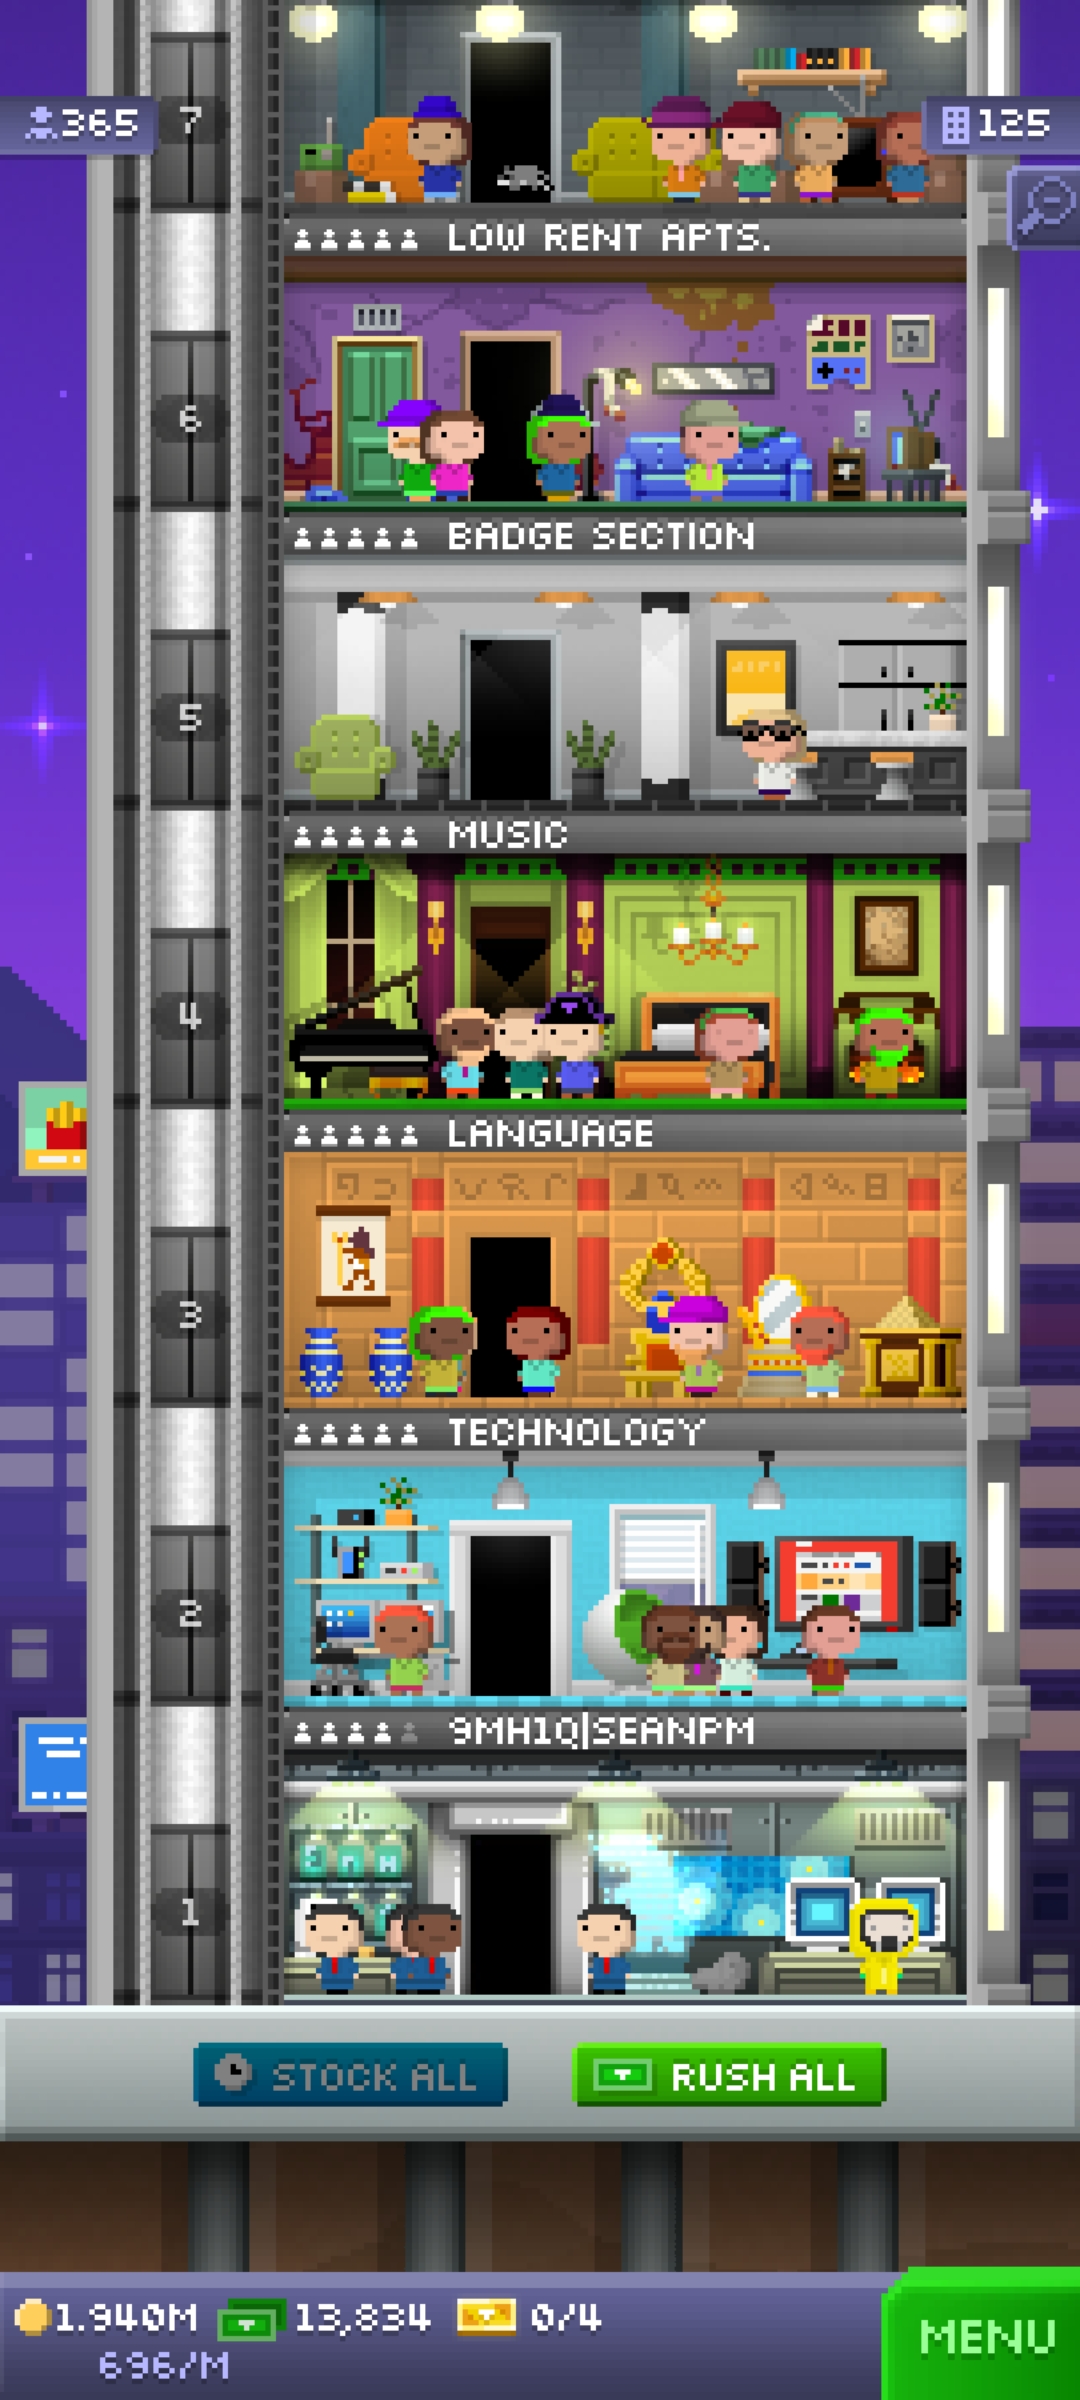 7
365
125
LOW RENT APTS.
6
BADGE SECTION
5
MUSIC
4
LANGUAGE
3
TECHNOLOGY
2
9MH1Q|SEANPM
1
STOCK ALL
RUSH ALL
1.940M
13,834
0/4
696/M
MENU